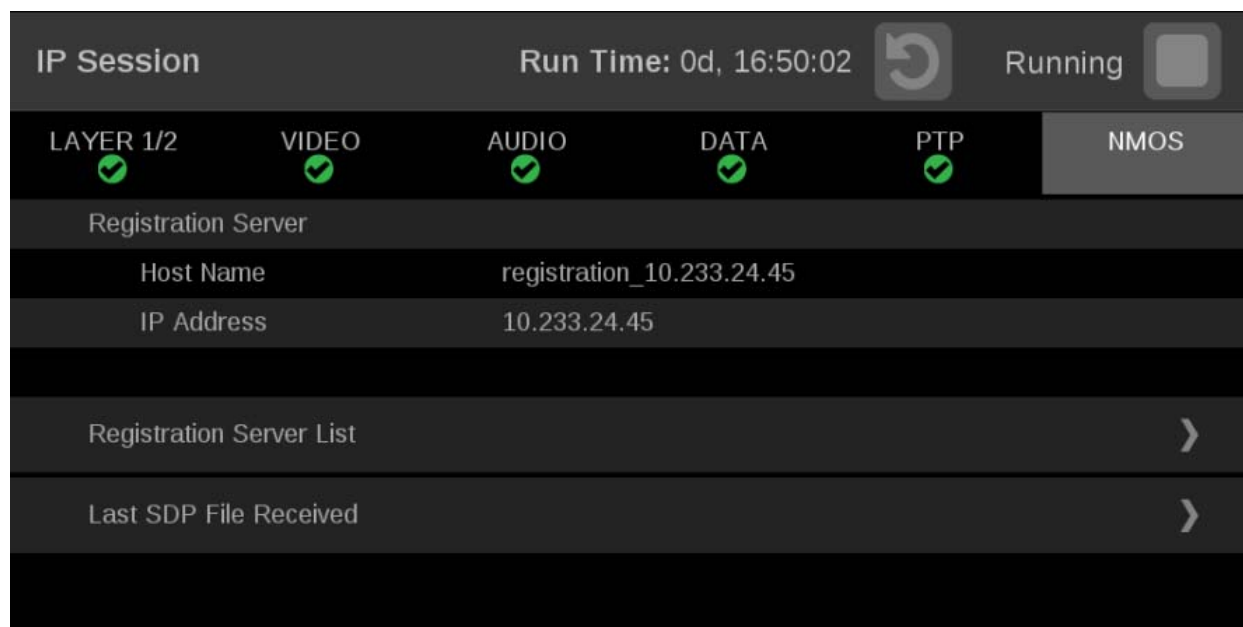 IP Session Run Time: 0d, 16:50:02 Running
LAYER 1/2 VIDEO AUDIO DATA PTP NMOS
Registration Server
Host Name registration_10.233.24.45
IP Address 10.233.24.45
Registration Server List
Last SDP File Received